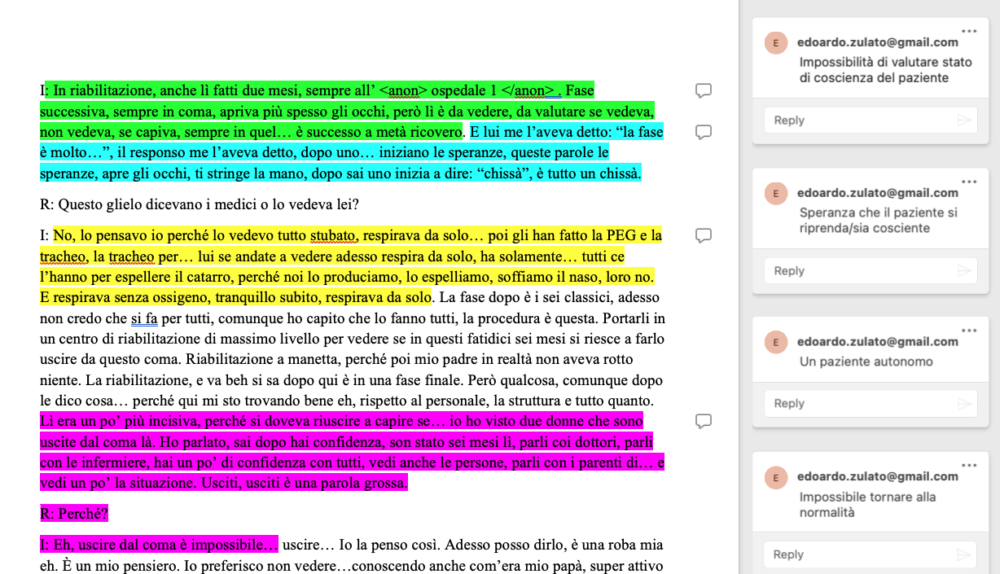 I: In riabilitazione, anche lì fatti due mesi, sempre all’ <anon> ospedale 1 </anon> . Fase
successiva, sempre in coma, apriva più spesso gli occhi, però lì è da vedere, da valutare se vedeva,
non vedeva, se capiva, sempre in quel… è successo a metà ricovero. E lui me l’aveva detto: “la fase
è molto…”, il responso me l’aveva detto, dopo uno… iniziano le speranze, queste parole le
speranze, apre gli occhi, ti stringe la mano, dopo sai uno inizia a dire: “chissà”, è tutto un chissà.
R: Questo glielo dicevano i medici o lo vedeva lei?
I: No, lo pensavo io perché lo vedevo tutto stubato, respirava da solo… poi gli han fatto la PEG e la
tracheo, la tracheo per… lui se andate a vedere adesso respira da solo, ha solamente… tutti ce
l’hanno per espellere il catarro, perché noi lo produciamo, lo espelliamo, soffiamo il naso, loro no.
E respirava senza ossigeno, tranquillo subito, respirava da solo. La fase dopo è i sei classici, adesso
non credo che si fa per tutti, comunque ho capito che lo fanno tutti, la procedura è questa. Portarli in
un centro di riabilitazione di massimo livello per vedere se in questi fatidici sei mesi si riesce a farlo
uscire da questo coma. Riabilitazione a manetta, perché poi mio padre in realtà non aveva rotto
niente. La riabilitazione, e va beh si sa dopo qui è in una fase finale. Però qualcosa, comunque dopo
le dico cosa… perché qui mi sto trovando bene eh, rispetto al personale, la struttura e tutto quanto.
Lì era un po’ più incisiva, perché si doveva riuscire a capire se… io ho visto due donne che sono
uscite dal coma là. Ho parlato, sai dopo hai confidenza, son stato sei mesi lì, parli coi dottori, parli
con le infermiere, hai un po’ di confidenza con tutti, vedi anche le persone, parli con i parenti di… e
vedi un po’ la situazione. Usciti, usciti è una parola grossa.
R: Perché?
I: Eh, uscire dal coma è impossibile… uscire… Io la penso così. Adesso posso dirlo, è una roba mia
eh. È un mio pensiero. Io preferisco non vedere…conoscendo anche com’era mio papà, super attivo
E
edoardo.zulato@gmail.com
Impossibilità di valutare stato
di coscienza del paziente
Reply
E
edoardo.zulato@gmail.com
Speranza che il paziente si
riprenda/sia cosciente
Reply
E
edoardo.zulato@gmail.com
Un paziente autonomo
Reply
E
edoardo.zulato@gmail.com
Impossibile tornare alla
normalità
Reply